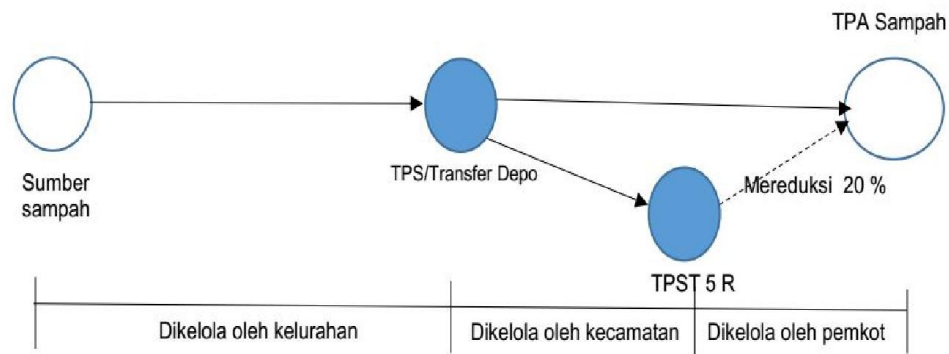 TPA Sampah
Sumber
sampah
TPS/Transfer Depo
Mereduksi 20 %
TPST 5 R
Dikelola oleh kelurahan
Dikelola oleh kecamatan
Dikelola oleh pemkot